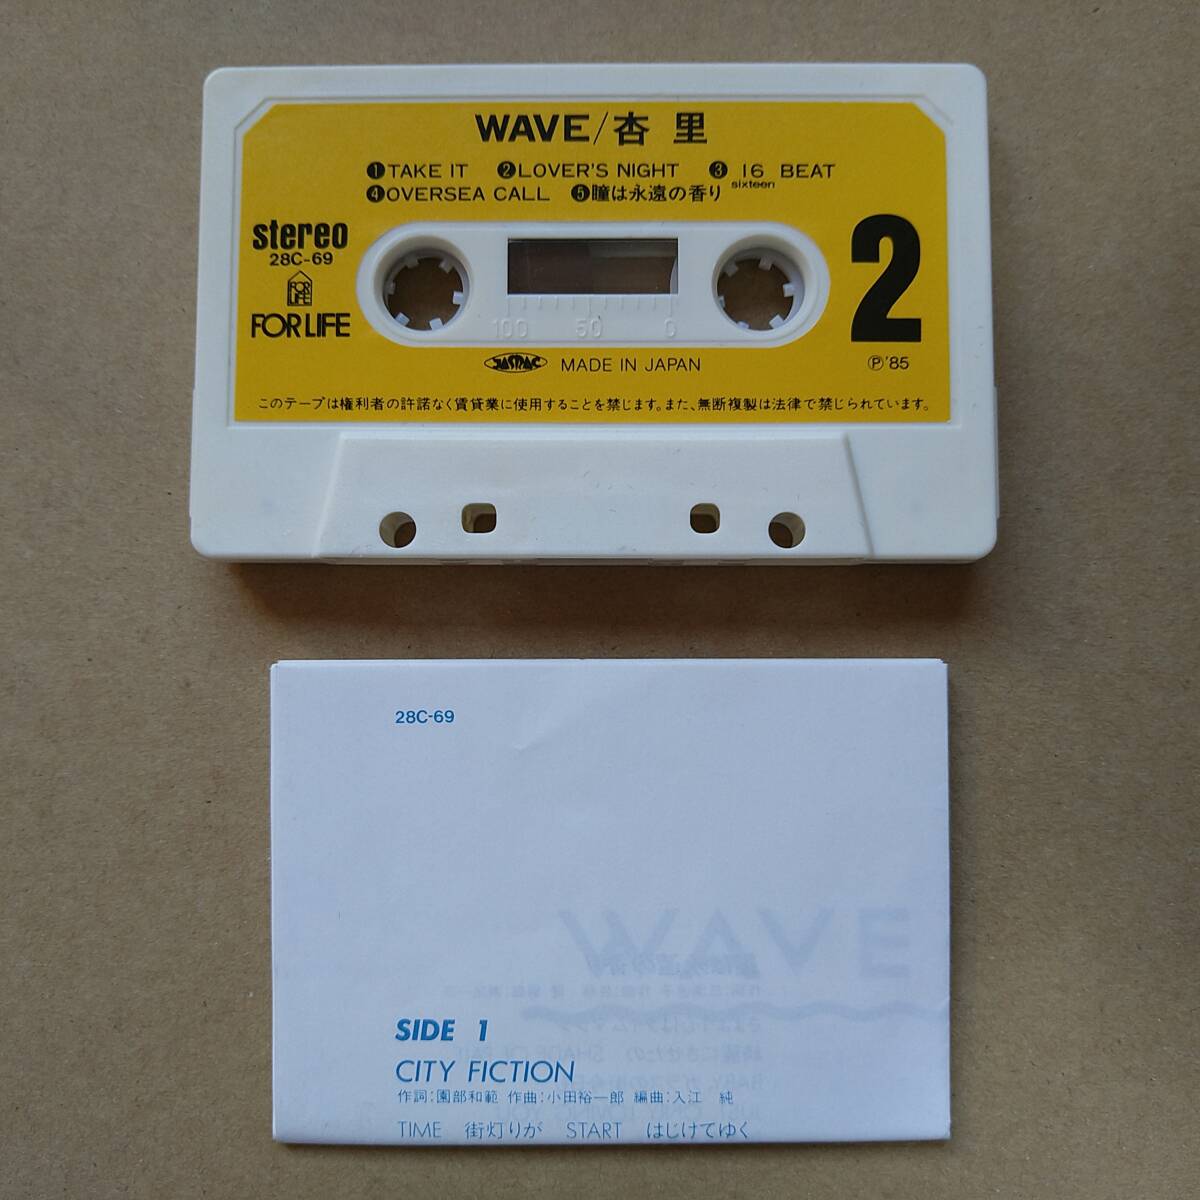 WAVE/杏里
❶TAKE IT ❷LOVER'S NIGHT ❸16 BEAT
sixteen
❹OVERSEA CALL ❺瞳は永遠の香り
stereo
28C-69
FOR LIFE
FOR LIFE
2
100 50 0
JASRAC MADE IN JAPAN
Ⓟ'85
このテープは権利者の許諾なく賃貸業に使用することを禁じます。また、無断複製は法律で禁じられています。
28C-69
WAVE
SIDE 1
CITY FICTION
作詞:園部和範 作曲:小田裕一郎 編曲:入江 純
TIME 街灯りが START はじけてゆく